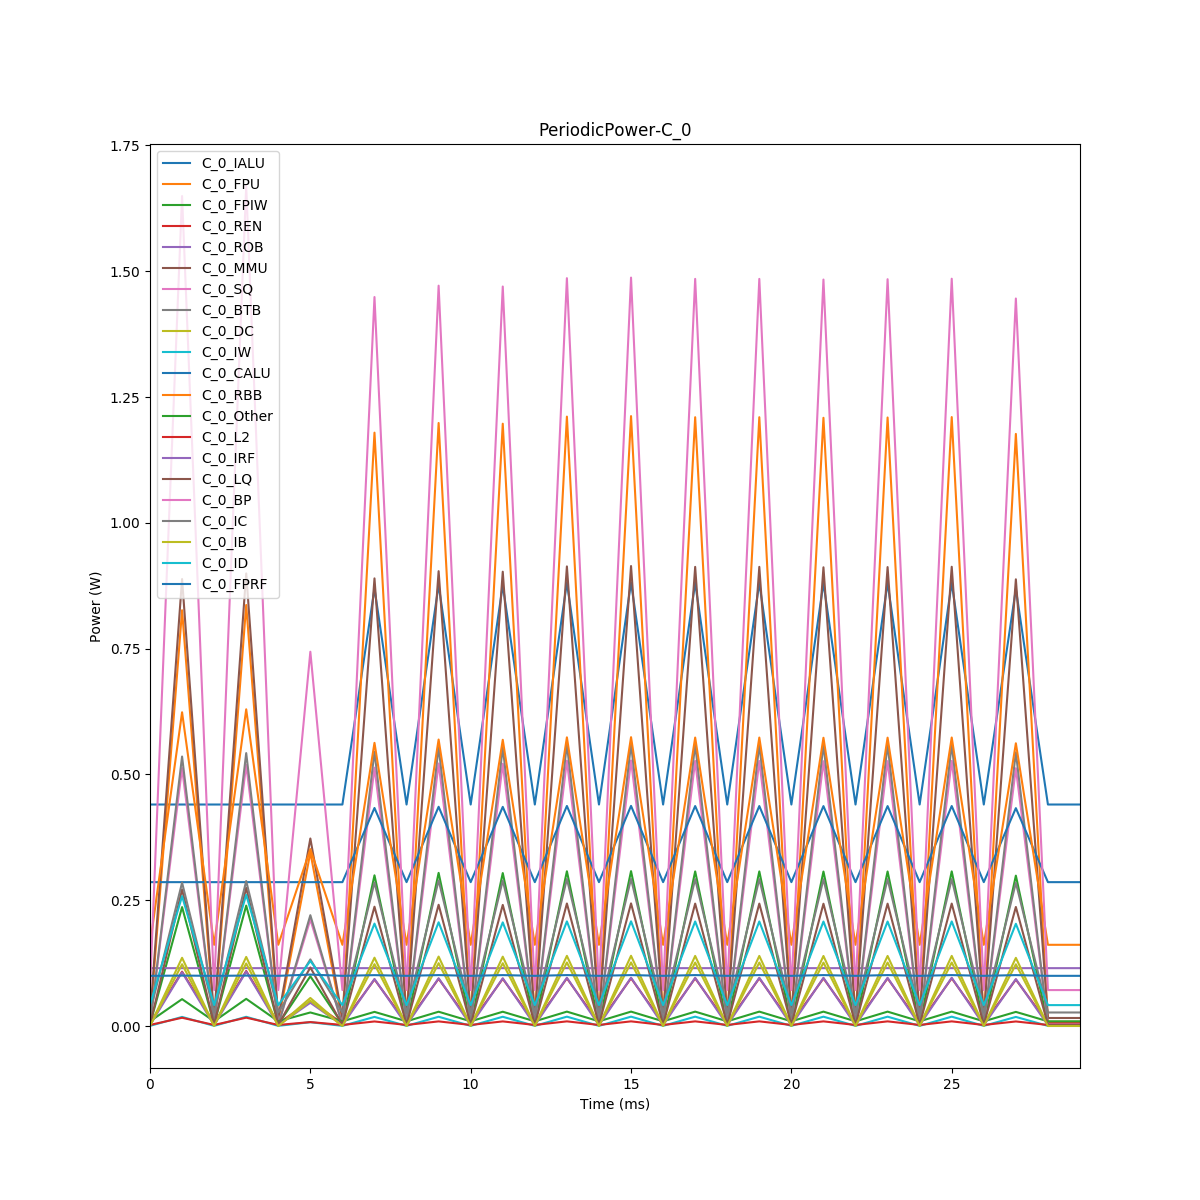 PeriodicPower-C_0
1.75
1.50
1.25
1.00
0.75
0.50
0.25
0.00
Power (W)
C_0_IALU
C_0_FPU
C_0_FPIW
C_0_REN
C_0_ROB
C_0_MMU
C_0_SQ
C_0_BTB
C_0_DC
C_0_IW
C_0_CALU
C_0_RBB
C_0_Other
C_0_L2
C_0_IRF
C_0_LQ
C_0_BP
C_0_IC
C_0_IB
C_0_ID
C_0_FPRF
0 5 10 15 20 25
Time (ms)